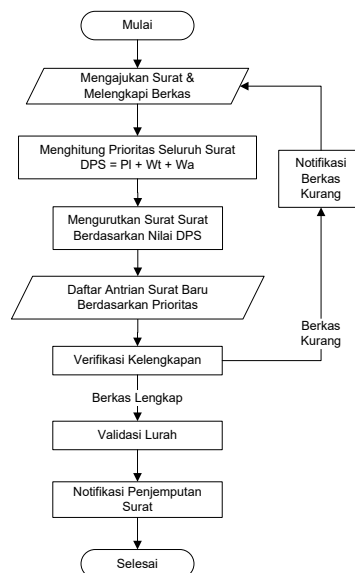 Mulai
Mengajukan Surat &
Melengkapi Berkas
Menghitung Prioritas Seluruh Surat
DPS = Pl + Wt + Wa
Notifikasi
Berkas
Kurang
Mengurutkan Surat Surat
Berdasarkan Nilai DPS
Daftar Antrian Surat Baru
Berdasarkan Prioritas
Berkas
Kurang
Verifikasi Kelengkapan
Berkas Lengkap
Validasi Lurah
Notifikasi Penjemputan
Surat
Selesai